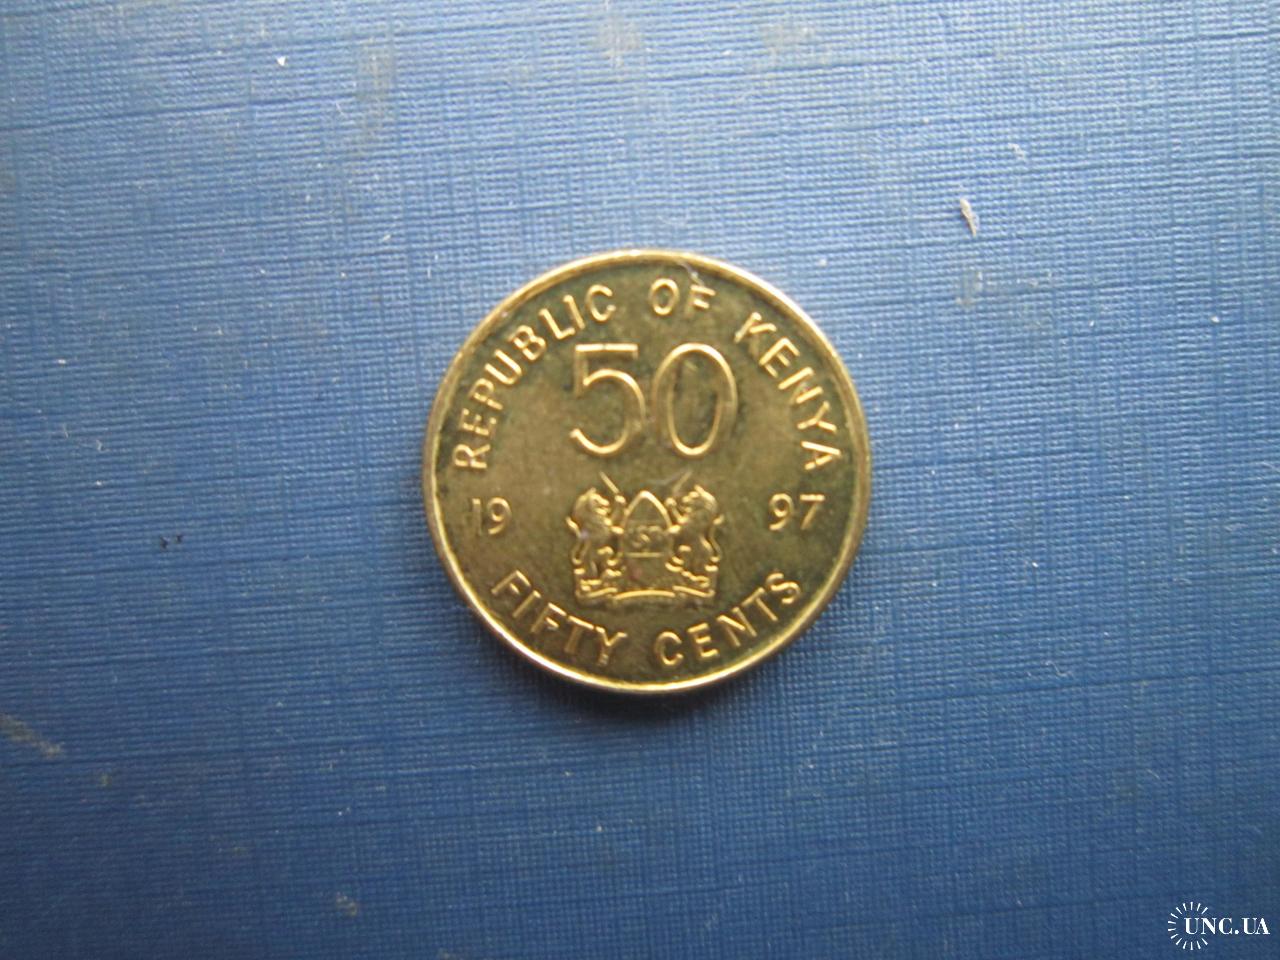 REPUBLIC OF KENYA
50
19 97
FIFTY CENTS
UNC.UA